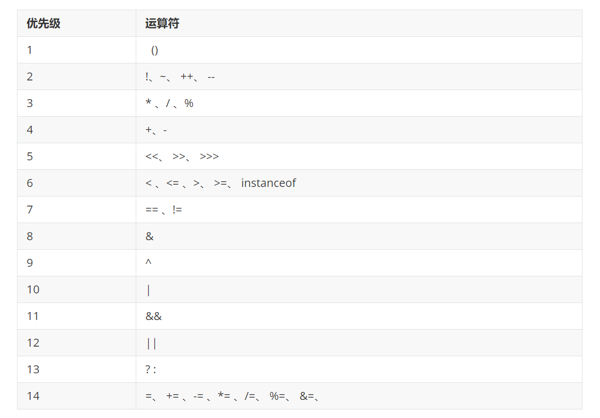 优先级 运算符
1 ()
2 !、~、 ++、 --
3 * 、/ 、%
4 +、-
5 <<、 >>、 >>>
6 < 、<= 、>、 >=、 instanceof
7 == 、!=
8 &
9 ^
10 |
11 &&
12 ||
13 ? :
14 =、 +=、-= 、*= 、/=、 %=、 &=、